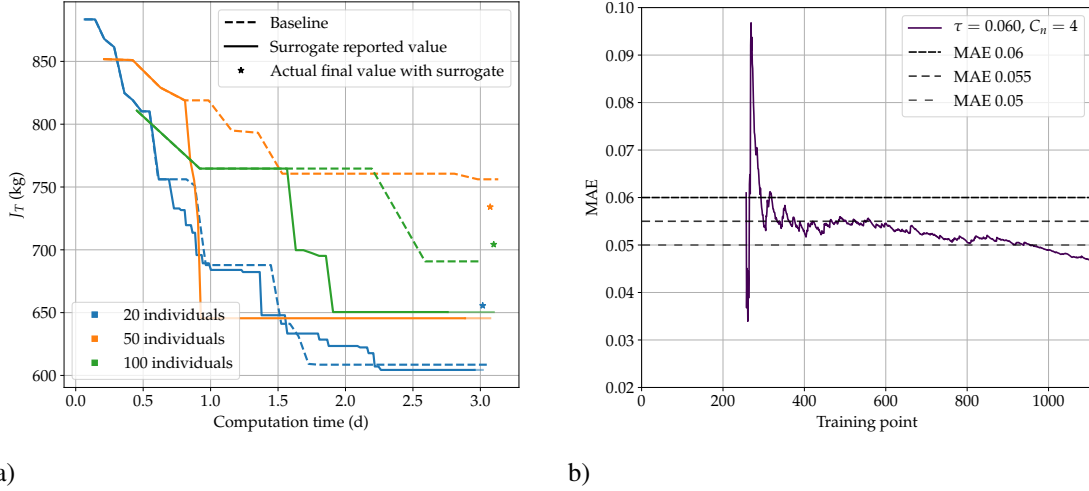 850
800
750
700
650
600
J_T (kg)
0.0 0.5 1.0 1.5 2.0 2.5 3.0
Computation time (d)
Baseline
Surrogate reported value
Actual final value with surrogate
20 individuals
50 individuals
100 individuals
a)
0.10
0.09
0.08
0.07
0.06
0.05
0.04
0.03
0.02
MAE
0 200 400 600 800 1000
Training point
τ = 0.060, C_n = 4
MAE 0.06
MAE 0.055
MAE 0.05
b)